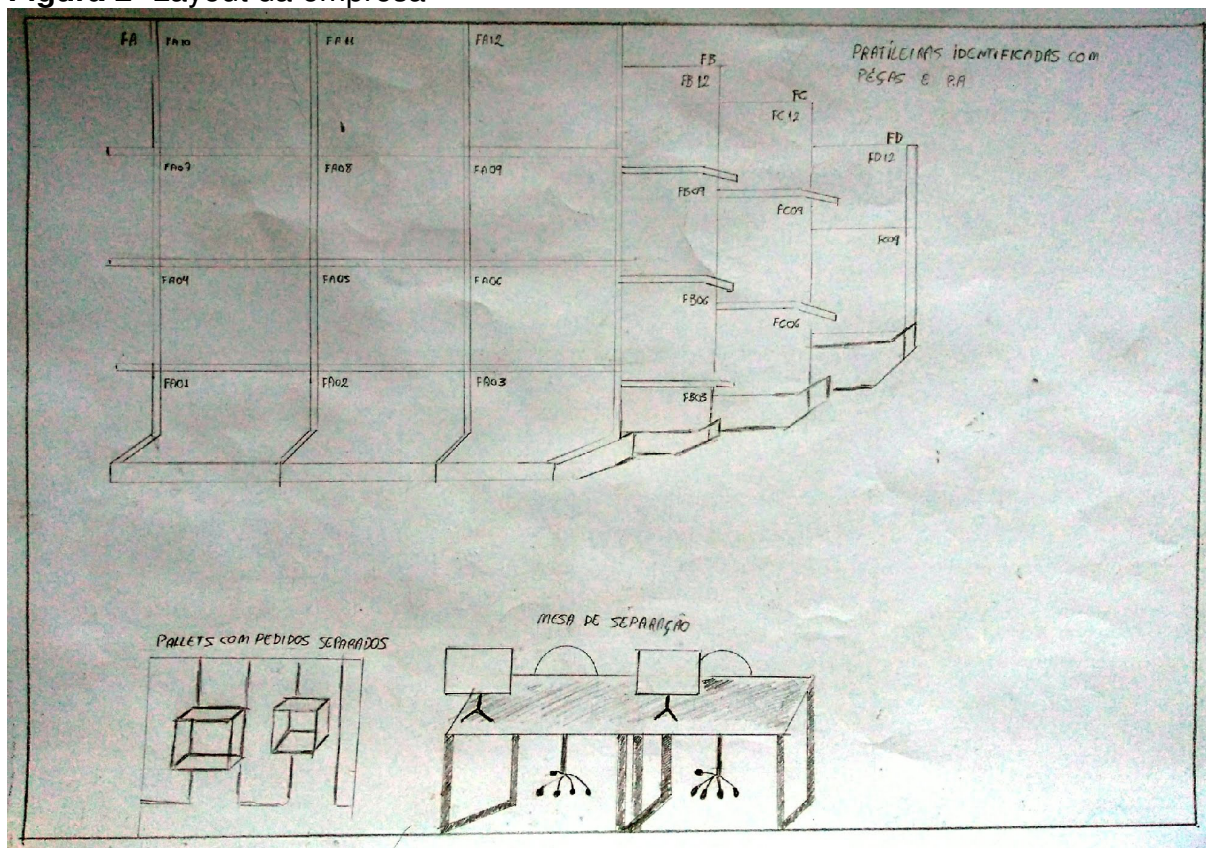 Figura 2- Layout da empresa
FA
FA10
FA11
FA12
FB
FB12
FC
FC12
FD
FD12
PRATILEIRAS IDENTIFICADAS COM
PEÇAS E P.A
FA07
FA08
FA09
FB09
FC09
FC09
FA04
FA05
FA06
FB06
FC06
FA01
FA02
FA03
FB03
PALLETS COM PEDIDOS SEPARADOS
MESA DE SEPARAÇÃO